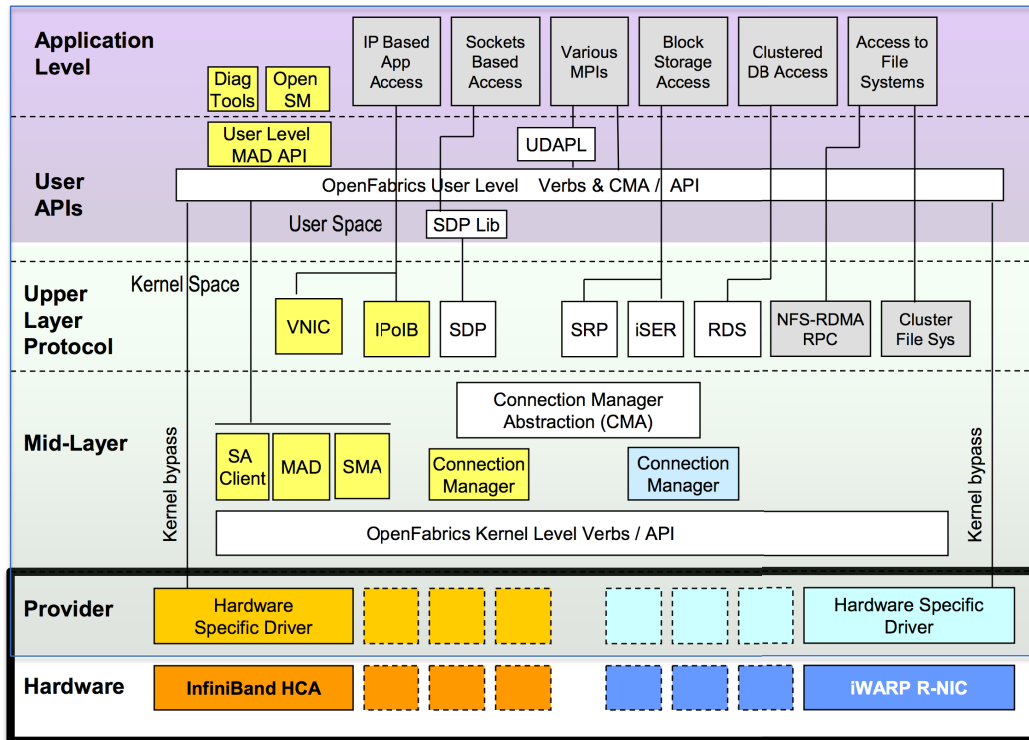 Application
Level
Diag
Tools
Open
SM
IP Based
App
Access
Sockets
Based
Access
Various
MPIs
Block
Storage
Access
Clustered
DB Access
Access to
File
Systems
User
APIs
User Level
MAD API
UDAPL
OpenFabrics User Level Verbs & CMA / API
User Space
SDP Lib
Kernel Space
Upper
Layer
Protocol
VNIC
IPoIB
SDP
SRP
iSER
RDS
NFS-RDMA
RPC
Cluster
File Sys
Mid-Layer
Kernel bypass
Connection Manager
Abstraction (CMA)
SA
Client
MAD
SMA
Connection
Manager
Connection
Manager
Kernel bypass
OpenFabrics Kernel Level Verbs / API
Provider
Hardware
Specific Driver
Hardware Specific
Driver
Hardware
InfiniBand HCA
iWARP R-NIC